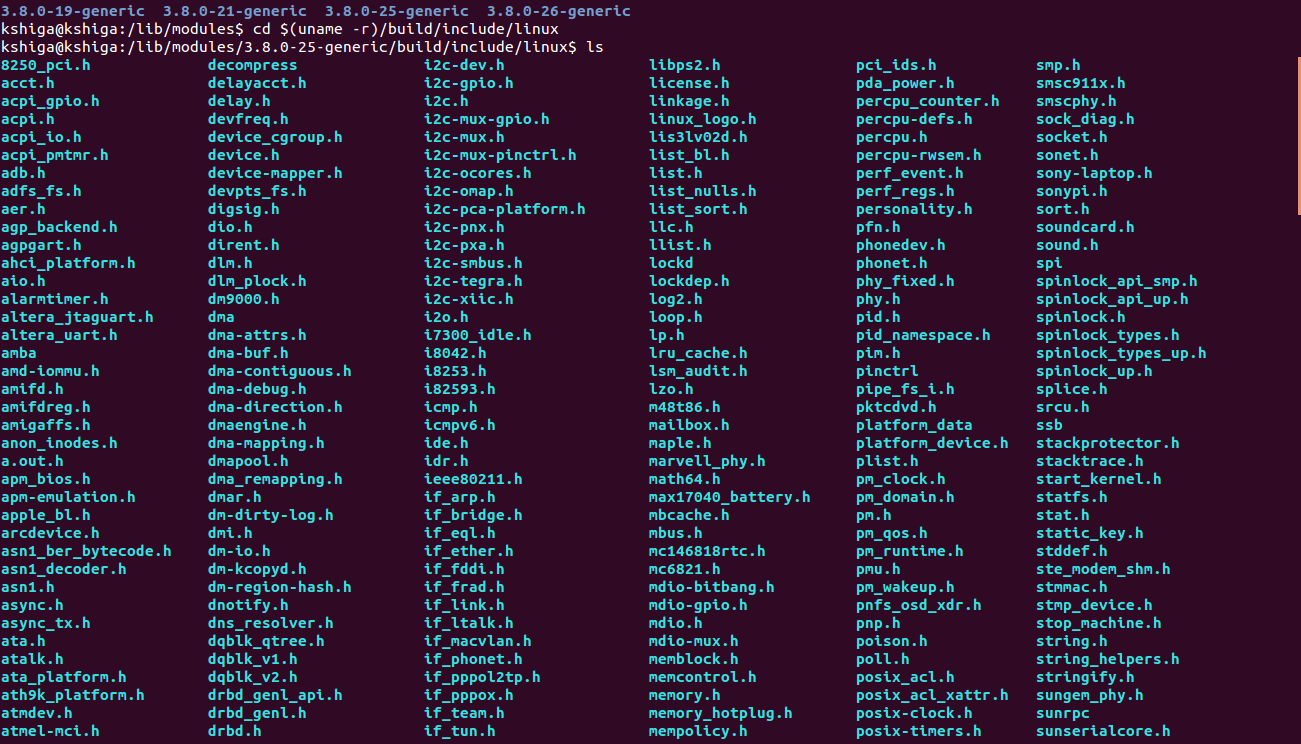 3.8.0-19-generic  3.8.0-21-generic  3.8.0-25-generic  3.8.0-26-generic
kshiga@kshiga:/lib/modules$ cd $(uname -r)/build/include/linux
kshiga@kshiga:/lib/modules/3.8.0-25-generic/build/include/linux$ ls
8250_pci.h decompress i2c-dev.h libps2.h pci_ids.h smp.h
acct.h delayacct.h i2c-gpio.h license.h pda_power.h smsc911x.h
acpi_gpio.h delay.h i2c.h linkage.h percpu_counter.h smscphy.h
acpi.h devfreq.h i2c-mux-gpio.h linux_logo.h percpu-defs.h sock_diag.h
acpi_io.h device_cgroup.h i2c-mux.h lis3lv02d.h percpu.h socket.h
acpi_pmtmr.h device.h i2c-mux-pinctrl.h list_bl.h percpu-rwsem.h sonet.h
adb.h device-mapper.h i2c-ocores.h list.h perf_event.h sony-laptop.h
adfs_fs.h devpts_fs.h i2c-omap.h list_nulls.h perf_regs.h sonypi.h
aer.h digsig.h i2c-pca-platform.h list_sort.h personality.h sort.h
agp_backend.h dio.h i2c-pnx.h llc.h pfn.h soundcard.h
agpgart.h dirent.h i2c-pxa.h llist.h phonedev.h sound.h
ahci_platform.h dlm.h i2c-smbus.h lockd phonet.h spi
aio.h dlm_plock.h i2c-tegra.h lockdep.h phy_fixed.h spinlock_api_smp.h
alarmtimer.h dm9000.h i2c-xiic.h log2.h phy.h spinlock_api_up.h
altera_jtaguart.h dma i2o.h loop.h pid.h spinlock.h
altera_uart.h dma-attrs.h i7300_idle.h lp.h pid_namespace.h spinlock_types.h
amba dma-buf.h i8042.h lru_cache.h pim.h spinlock_types_up.h
amd-iommu.h dma-contiguous.h i8253.h lsm_audit.h pinctrl spinlock_up.h
amifd.h dma-debug.h i82593.h lzo.h pipe_fs_i.h splice.h
amifdreg.h dma-direction.h icmp.h m48t86.h pktcdvd.h srcu.h
amigaffs.h dmaengine.h icmpv6.h mailbox.h platform_data ssb
anon_inodes.h dma-mapping.h ide.h maple.h platform_device.h stackprotector.h
a.out.h dmapool.h idr.h marvell_phy.h plist.h stacktrace.h
apm_bios.h dma_remapping.h ieee80211.h math64.h pm_clock.h start_kernel.h
apm-emulation.h dmar.h if_arp.h max17040_battery.h pm_domain.h statfs.h
apple_bl.h dm-dirty-log.h if_bridge.h mbcache.h pm.h stat.h
arcdevice.h dmi.h if_eql.h mbus.h pm_qos.h static_key.h
asn1_ber_bytecode.h dm-io.h if_ether.h mc146818rtc.h pm_runtime.h stddef.h
asn1_decoder.h dm-kcopyd.h if_fddi.h mc6821.h pmu.h ste_modem_shm.h
asn1.h dm-region-hash.h if_frad.h mdio-bitbang.h pm_wakeup.h stmmac.h
async.h dnotify.h if_link.h mdio-gpio.h pnfs_osd_xdr.h stmp_device.h
async_tx.h dns_resolver.h if_ltalk.h mdio.h pnp.h stop_machine.h
ata.h dqblk_qtree.h if_macvlan.h mdio-mux.h poison.h string.h
atalk.h dqblk_v1.h if_phonet.h memblock.h poll.h string_helpers.h
ata_platform.h dqblk_v2.h if_pppol2tp.h memcontrol.h posix_acl.h stringify.h
ath9k_platform.h drbd_genl_api.h if_pppox.h memory.h posix_acl_xattr.h sungem_phy.h
atmdev.h drbd_genl.h if_team.h memory_hotplug.h posix-clock.h sunrpc
atmel-mci.h drbd.h if_tun.h mempolicy.h posix-timers.h sunserialcore.h